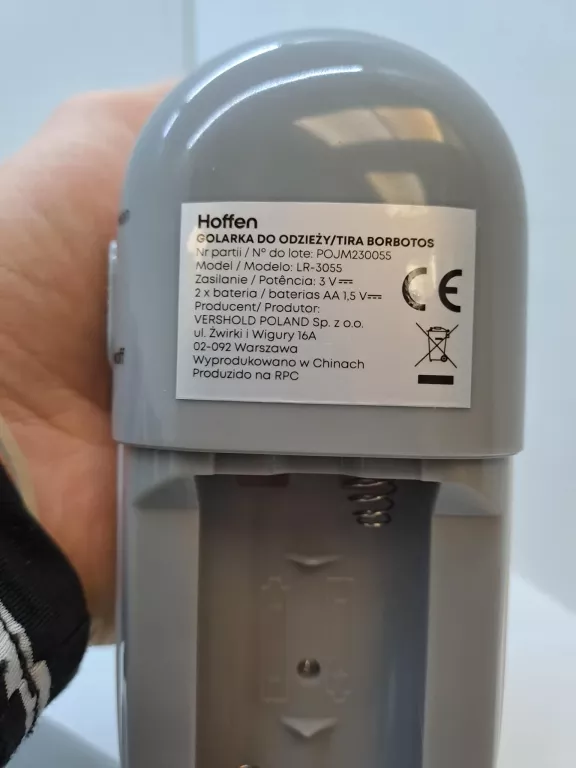 Hoffen
GOLARKA DO ODZIEŻY/TIRA BORBOTOS
Nr partii / Nº do lote: POJM230055
Model / Modelo: LR-3055
Zasilanie / Potência: 3 V⎓
2 x bateria / baterias AA 1,5 V⎓
Producent/ Produtor:
VERSHOLD POLAND Sp. z o.o.
ul. Żwirki i Wigury 16A
02-092 Warszawa
Wyprodukowano w Chinach
Produzido na RPC
CE